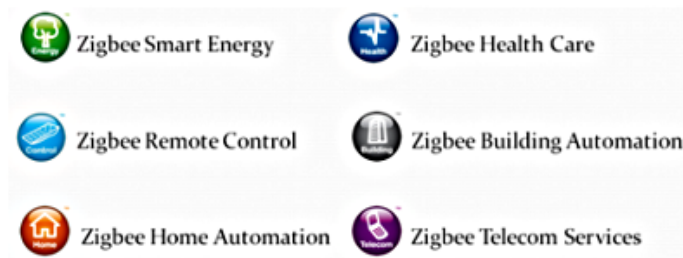 Energy Zigbee Smart Energy
Health Zigbee Health Care
Control Zigbee Remote Control
Building Zigbee Building Automation
Home Zigbee Home Automation
Telecom Zigbee Telecom Services